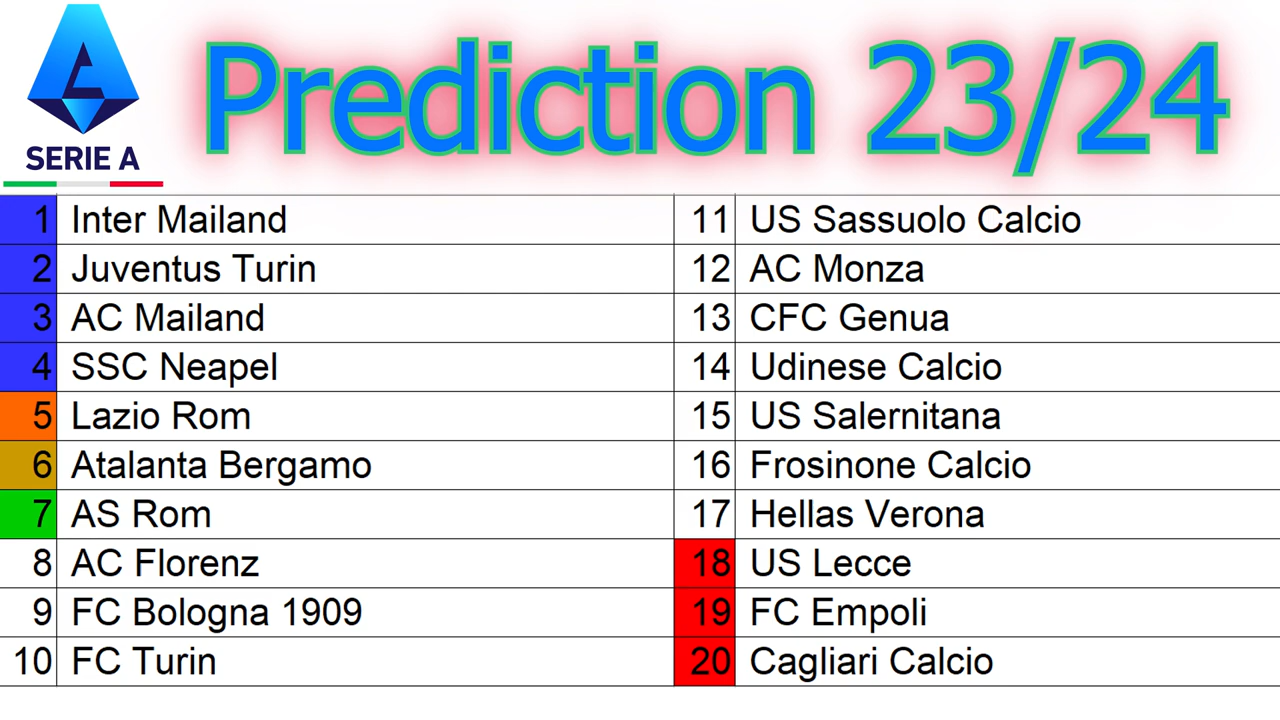 SERIE A
Prediction 23/24
1 Inter Mailand
2 Juventus Turin
3 AC Mailand
4 SSC Neapel
5 Lazio Rom
6 Atalanta Bergamo
7 AS Rom
8 AC Florenz
9 FC Bologna 1909
10 FC Turin
11 US Sassuolo Calcio
12 AC Monza
13 CFC Genua
14 Udinese Calcio
15 US Salernitana
16 Frosinone Calcio
17 Hellas Verona
18 US Lecce
19 FC Empoli
20 Cagliari Calcio